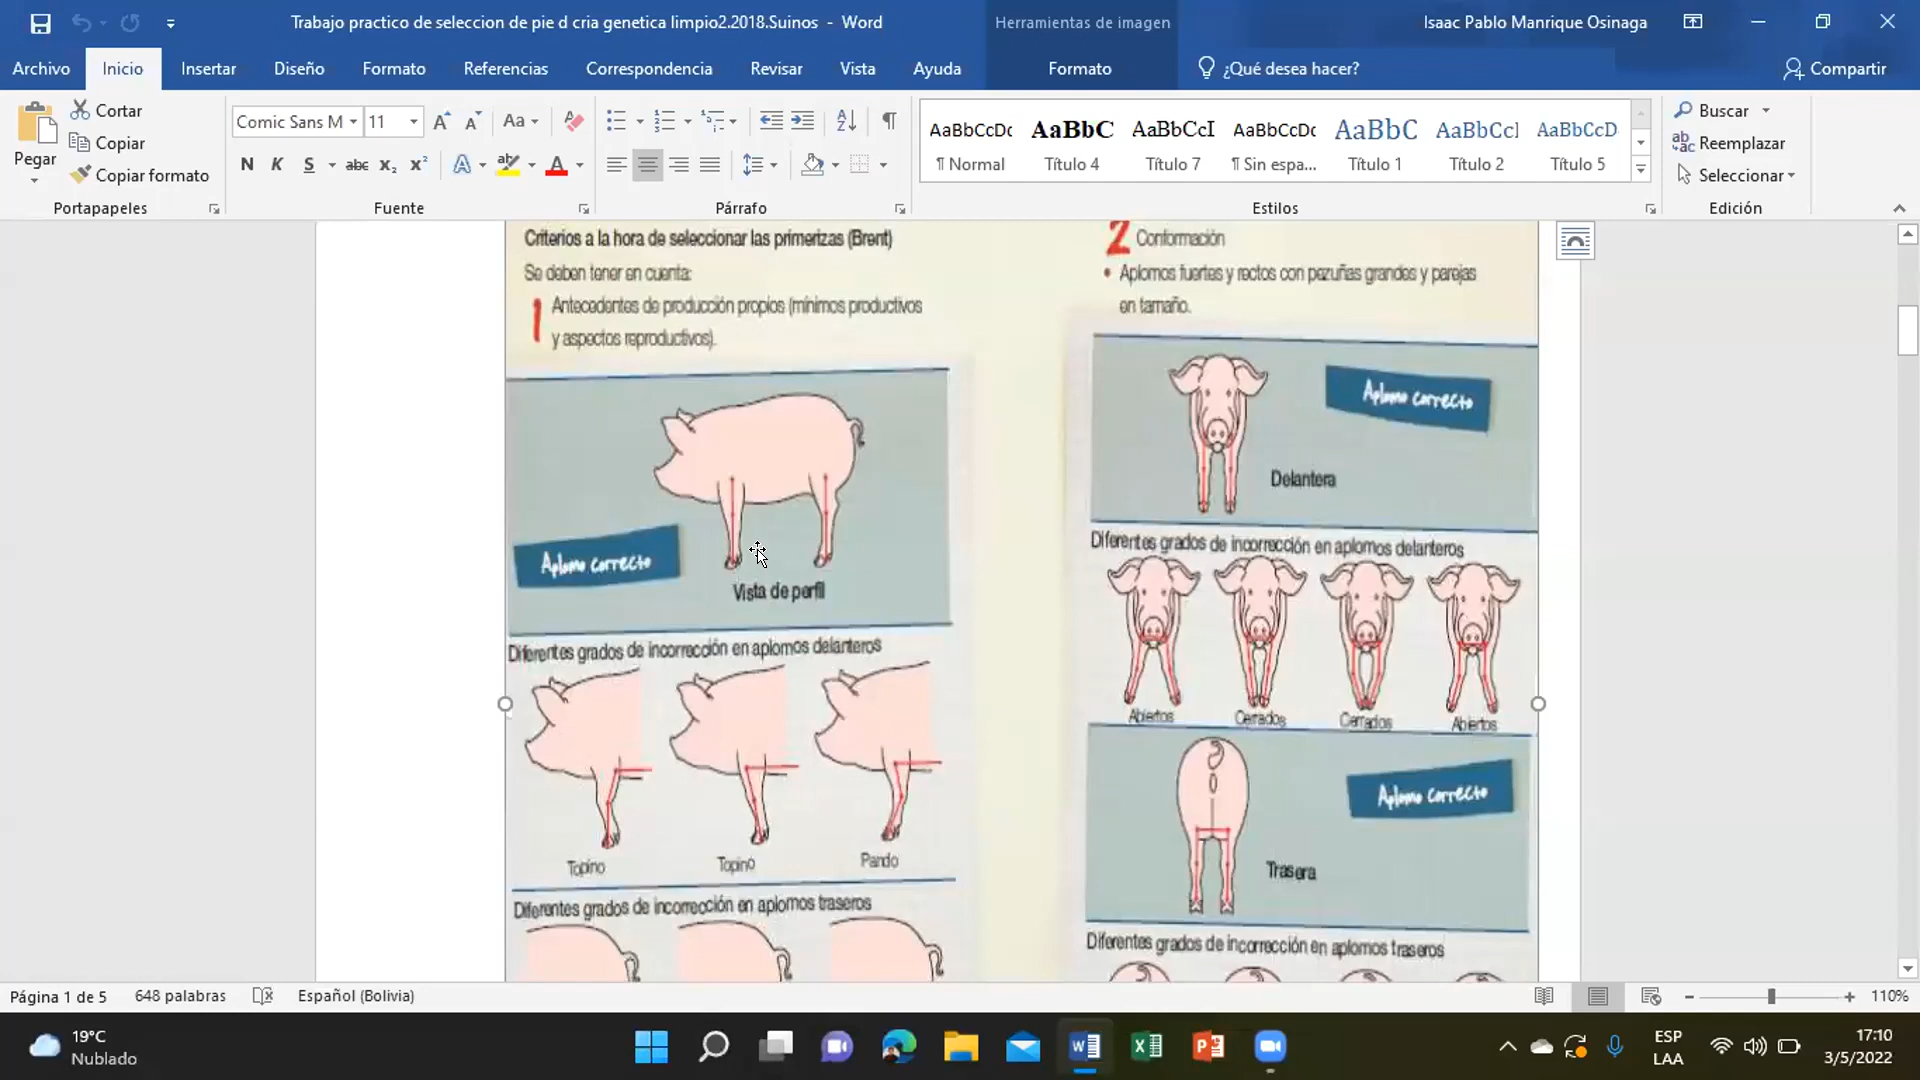 Trabajo practico de seleccion de pie d cria genetica limpio2.2018.Suinos - Word
Herramientas de imagen
Isaac Pablo Manrique Osinaga
Archivo
Inicio
Insertar
Diseño
Formato
Referencias
Correspondencia
Revisar
Vista
Ayuda
Formato
¿Qué desea hacer?
Compartir
Pegar
Cortar
Copiar
Copiar formato
Portapapeles
Comic Sans M
11
Aa
N K S abc x₂ x²
Fuente
Párrafo
AaBbCcDc
¶ Normal
AaBbC
Título 4
AaBbCcI
Título 7
AaBbCcDc
¶ Sin espa...
AaBbC
Título 1
AaBbCcI
Título 2
AaBbCcD
Título 5
Estilos
Buscar
Reemplazar
Seleccionar
Edición
Criterios a la hora de seleccionar las primerizas (Brent)
Se deben tener en cuenta:
1 Antecedentes de producción propios (mínimos productivos
y aspectos reproductivos).
Aplomo correcto
Vista de perfil
Diferentes grados de incorrección en aplomos delanteros
Topino
Topino
Pando
Diferentes grados de incorrección en aplomos traseros
2 Conformación
• Aplomos fuertes y rectos con pezuñas grandes y parejas
en tamaño.
Aplomo correcto
Delantera
Diferentes grados de incorrección en aplomos delanteros
Abiertos
Cerrados
Cerrados
Abiertos
Aplomo correcto
Trasera
Diferentes grados de incorrección en aplomos traseros
Página 1 de 5
648 palabras
Español (Bolivia)
110%
19°C
Nublado
ESP
LAA
17:10
3/5/2022